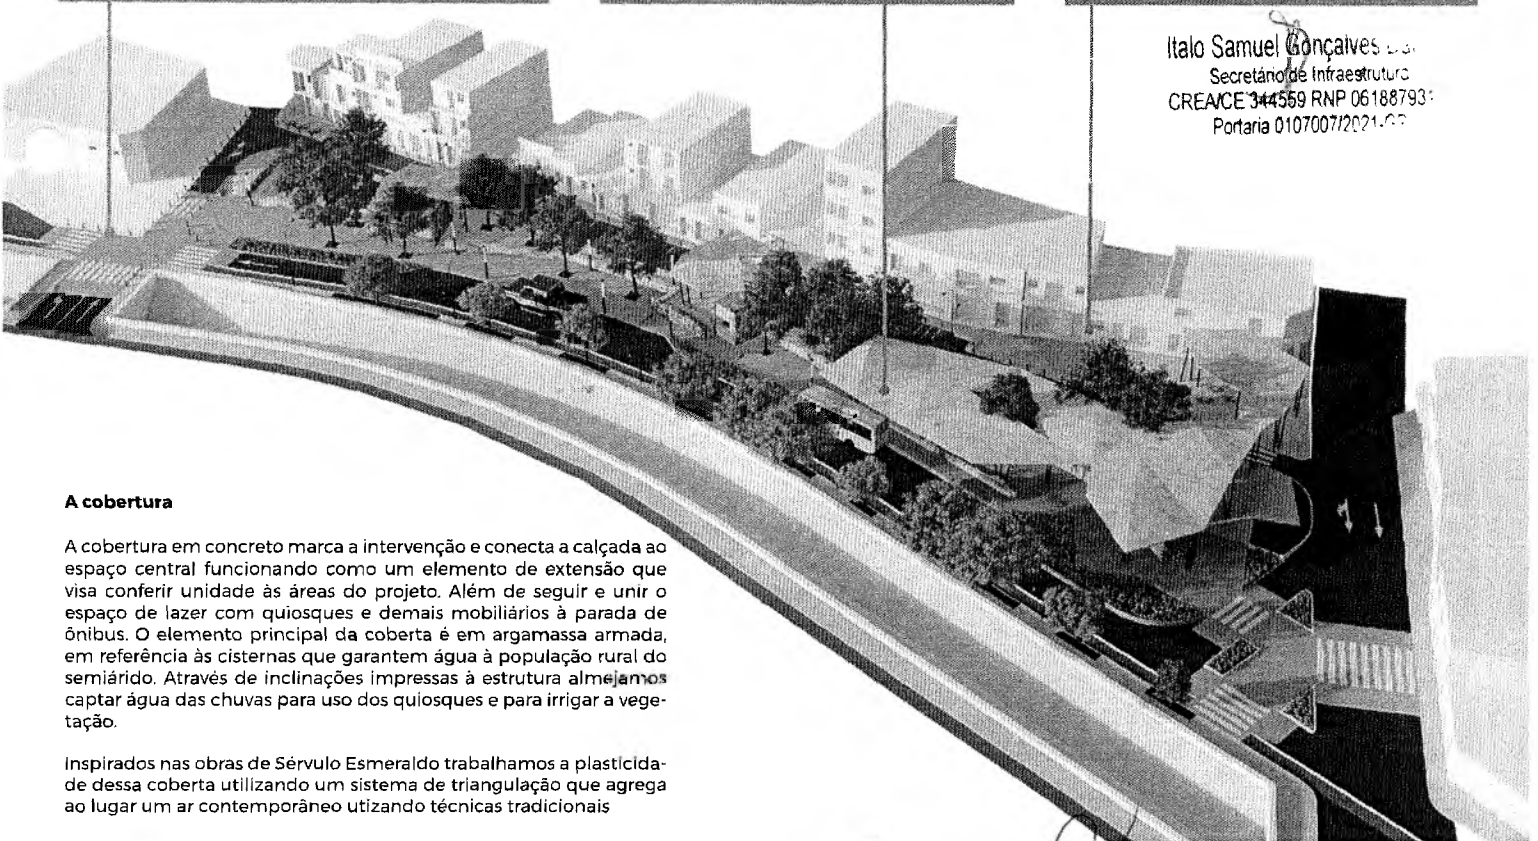 Italo Samuel Gonçalves
Secretário de Infraestrutura
CREA/CE 344559 RNP 06188793
Portaria 0107007/2021-
A cobertura
A cobertura em concreto marca a intervenção e conecta a calçada ao
espaço central funcionando como um elemento de extensão que
visa conferir unidade às áreas do projeto. Além de seguir e unir o
espaço de lazer com quiosques e demais mobiliários à parada de
ônibus. O elemento principal da coberta é em argamassa armada,
em referência às cisternas que garantem água à população rural do
semiárido. Através de inclinações impressas à estrutura almejamos
captar água das chuvas para uso dos quiosques e para irrigar a vege-
tação.
Inspirados nas obras de Sérvulo Esmeraldo trabalhamos a plasticida-
de dessa coberta utilizando um sistema de triangulação que agrega
ao lugar um ar contemporâneo utizando técnicas tradicionais